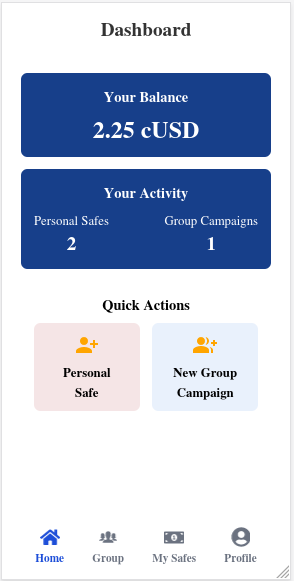 Dashboard
Your Balance
2.25 cUSD
Your Activity
Personal Safes
Group Campaigns
2
1
Quick Actions
Personal
Safe
New Group
Campaign
Home
Group
My Safes
Profile